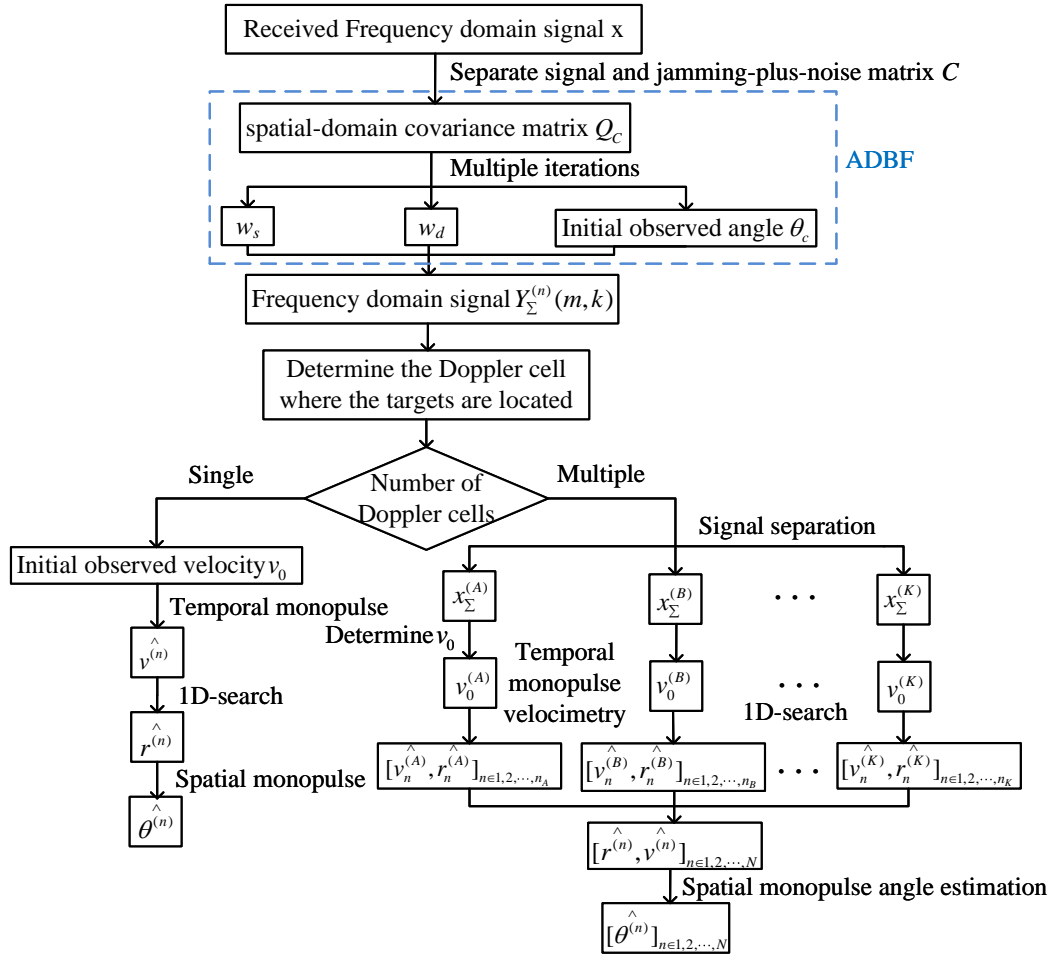 Received Frequency domain signal x
Separate signal and jamming-plus-noise matrix C
spatial-domain covariance matrix Q_C
ADBF
Multiple iterations
w_s
w_d
Initial observed angle θ_c
Frequency domain signal Y_Σ^(n)(m,k)
Determine the Doppler cell
where the targets are located
Number of
Doppler cells
Single
Multiple
Signal separation
Initial observed velocity v_0
x_Σ^(A)
x_Σ^(B)
···
x_Σ^(K)
Temporal monopulse
Determine v_0
v̂^(n)
v_0^(A)
Temporal
monopulse
velocimetry
v_0^(B)
···
v_0^(K)
1D-search
1D-search
r̂^(n)
[v̂_n^(A), r̂_n^(A)]_{n∈1,2,⋯,n_A}
[v̂_n^(B), r̂_n^(B)]_{n∈1,2,⋯,n_B}
···
[v̂_n^(K), r̂_n^(K)]_{n∈1,2,⋯,n_K}
Spatial monopulse
θ̂^(n)
[r̂^(n), v̂^(n)]_{n∈1,2,⋯,N}
Spatial monopulse angle estimation
[θ̂^(n)]_{n∈1,2,⋯,N}